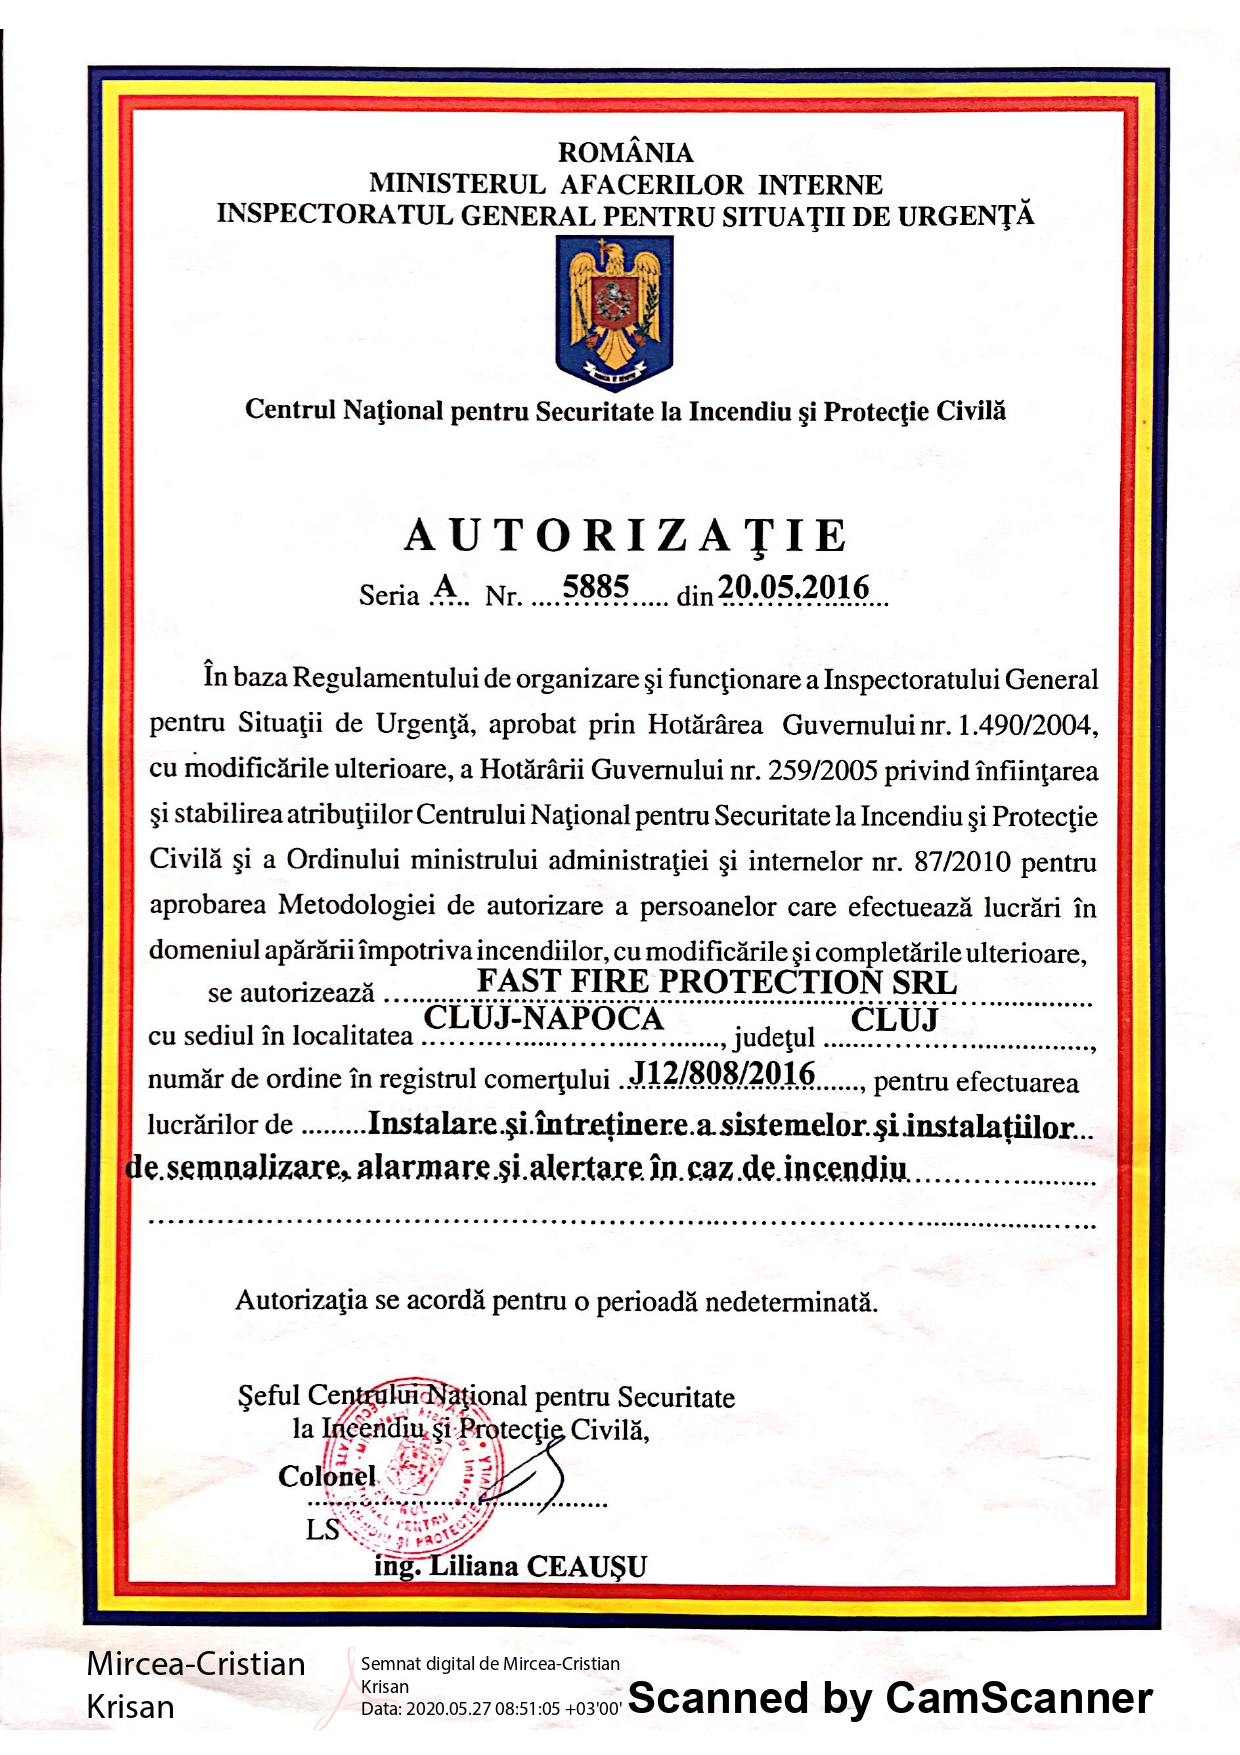 ROMÂNIA
MINISTERUL AFACERILOR INTERNE
INSPECTORATUL GENERAL PENTRU SITUAŢII DE URGENŢĂ
Centrul Naţional pentru Securitate la Incendiu şi Protecţie Civilă
AUTORIZAŢIE
Seria A Nr. 5885 din 20.05.2016
În baza Regulamentului de organizare şi funcţionare a Inspectoratului General
pentru Situaţii de Urgenţă, aprobat prin Hotărârea Guvernului nr. 1.490/2004,
cu modificările ulterioare, a Hotărârii Guvernului nr. 259/2005 privind înfiinţarea
şi stabilirea atribuţiilor Centrului Naţional pentru Securitate la Incendiu şi Protecţie
Civilă şi a Ordinului ministrului administraţiei şi internelor nr. 87/2010 pentru
aprobarea Metodologiei de autorizare a persoanelor care efectuează lucrări în
domeniul apărării împotriva incendiilor, cu modificările şi completările ulterioare,
se autorizează FAST FIRE PROTECTION SRL
cu sediul în localitatea CLUJ-NAPOCA, judeţul CLUJ,
număr de ordine în registrul comerţului J12/808/2016, pentru efectuarea
lucrărilor de Instalare şi întreţinere a sistemelor şi instalaţiilor
de semnalizare, alarmare şi alertare în caz de incendiu
Autorizaţia se acordă pentru o perioadă nedeterminată.
Şeful Centrului Naţional pentru Securitate
la Incendiu şi Protecţie Civilă,
Colonel
LS
ing. Liliana CEAUŞU
Mircea-Cristian
Krisan
Semnat digital de Mircea-Cristian
Krisan
Data: 2020.05.27 08:51:05 +03'00'
Scanned by CamScanner